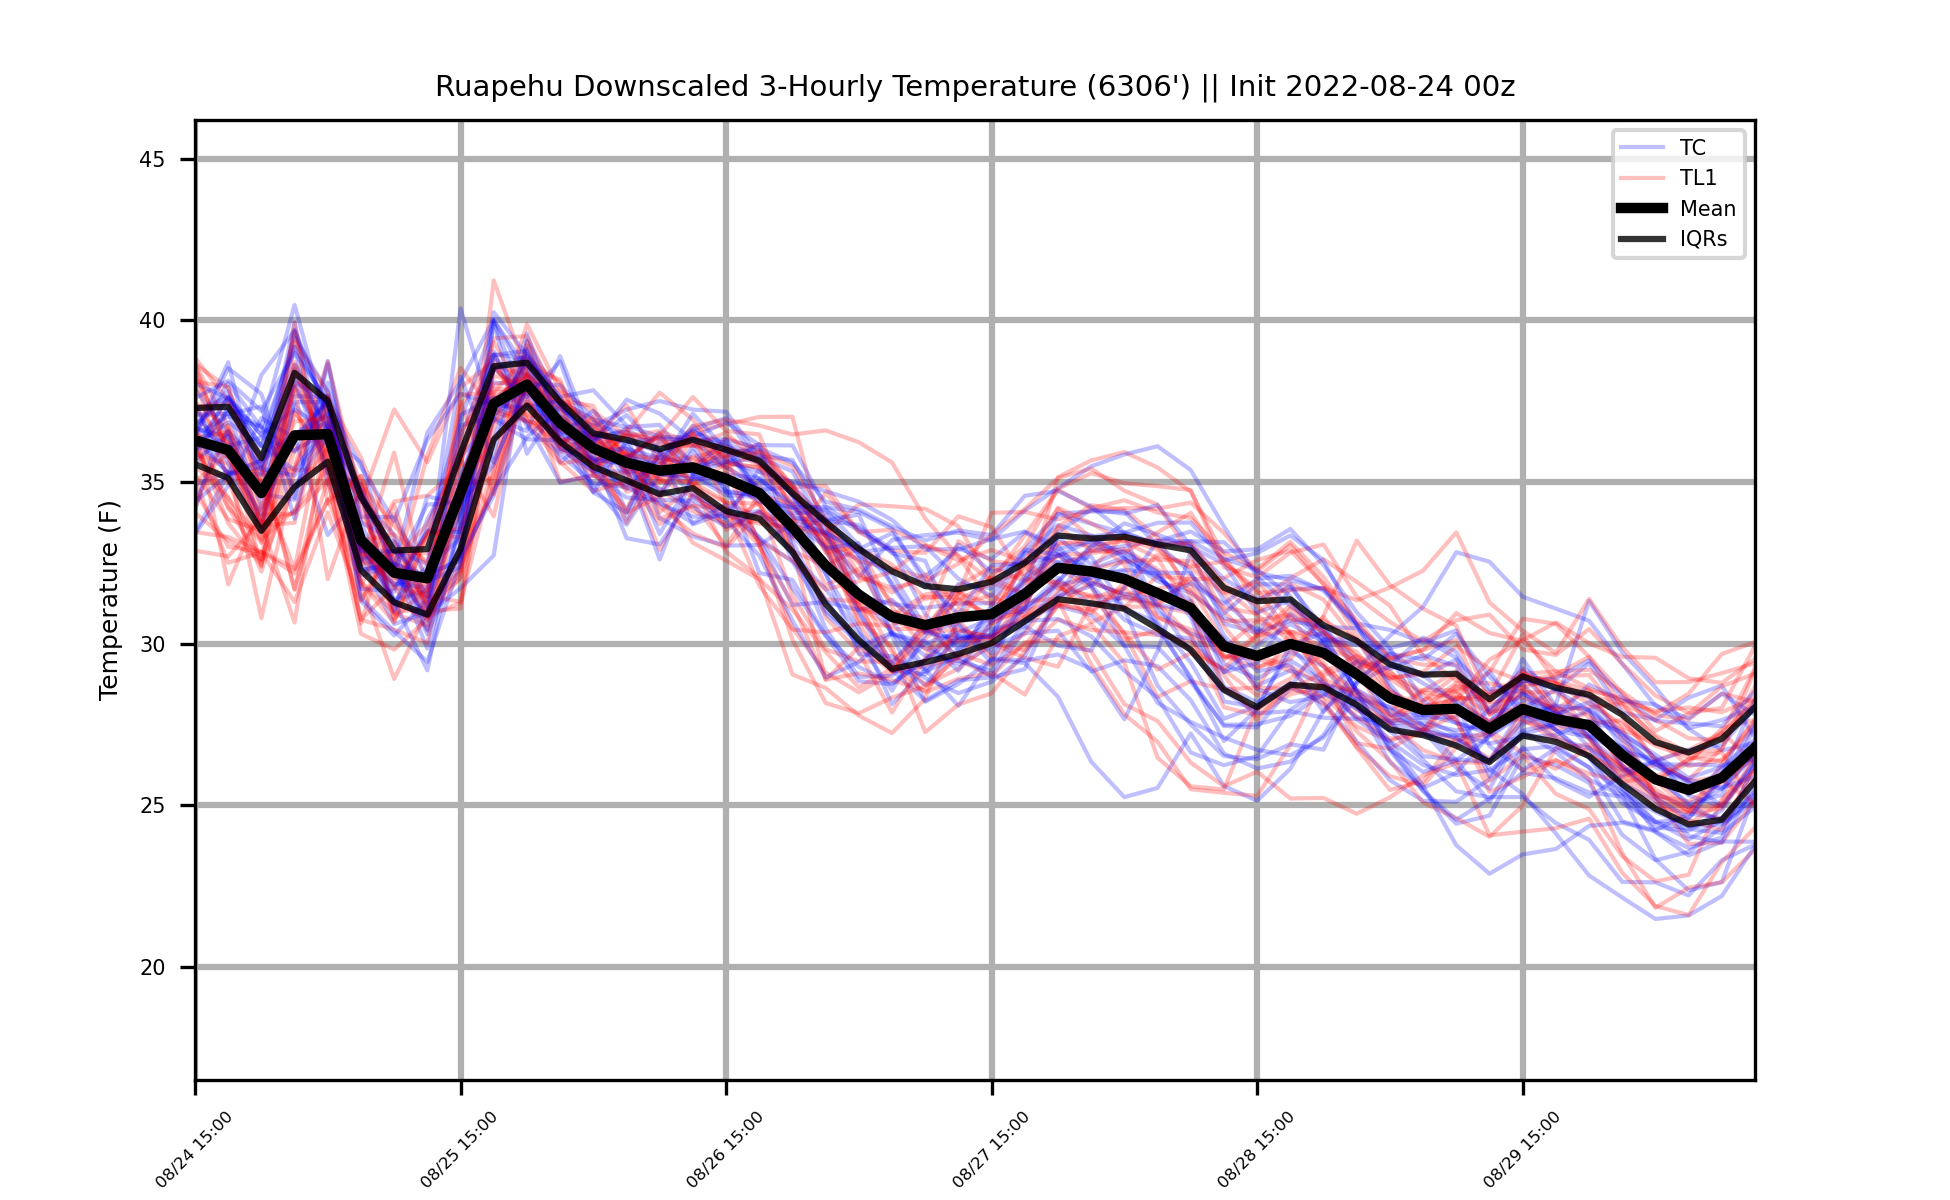 Ruapehu Downscaled 3-Hourly Temperature (6306') || Init 2022-08-24 00z
TC
TL1
Mean
IQRs
Temperature (F)
45
40
35
30
25
20
08/24 15:00
08/25 15:00
08/26 15:00
08/27 15:00
08/28 15:00
08/29 15:00